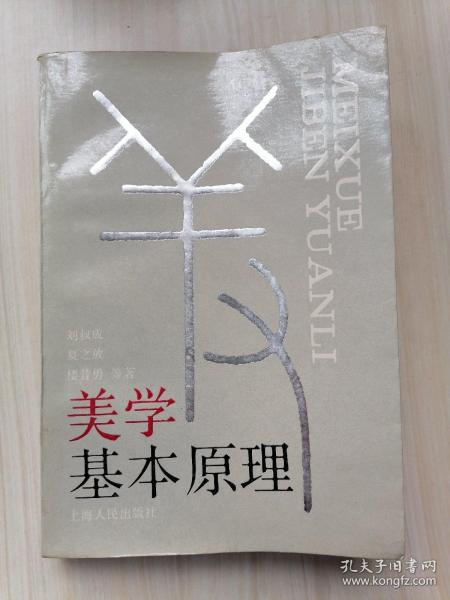 MEIXUE
JIBEN YUANLI
刘叔成
夏之放
楼昔勇 等著
美学
基本原理
上海人民出版社
孔夫子旧书网
www.kongfz.com